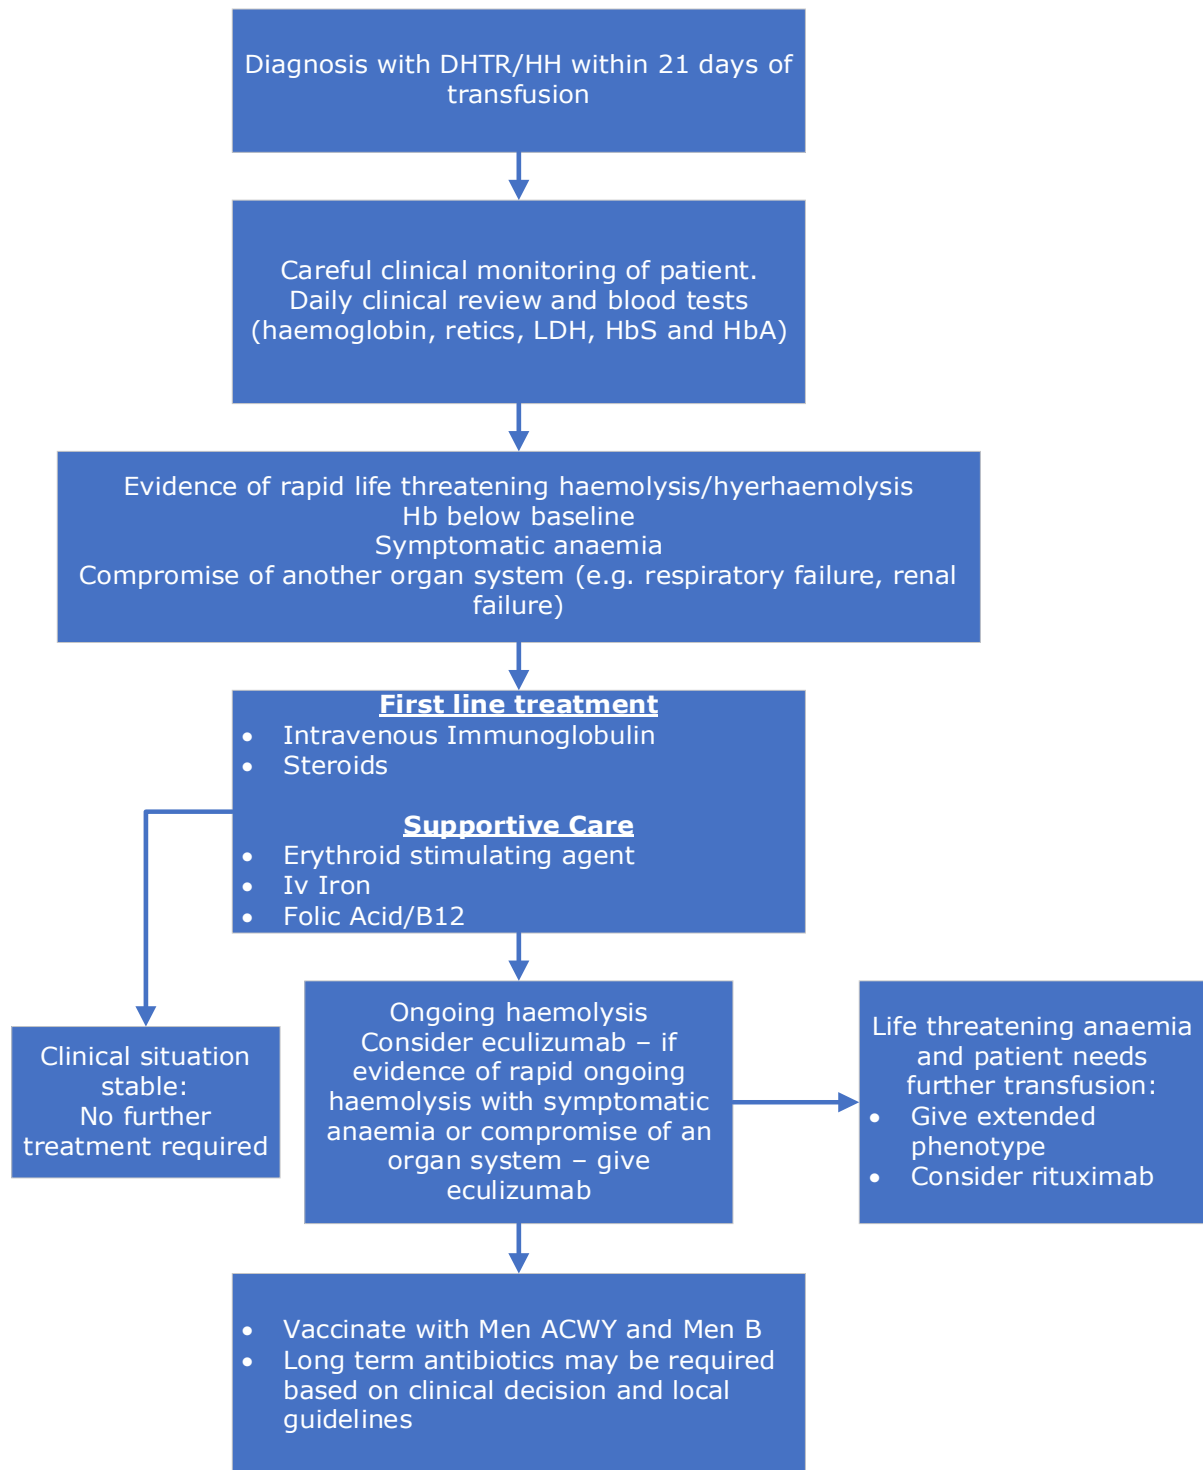 Diagnosis with DHTR/HH within 21 days of
transfusion
Careful clinical monitoring of patient.
Daily clinical review and blood tests
(haemoglobin, retics, LDH, HbS and HbA)
Evidence of rapid life threatening haemolysis/hyerhaemolysis
Hb below baseline
Symptomatic anaemia
Compromise of another organ system (e.g. respiratory failure, renal
failure)
First line treatment
• Intravenous Immunoglobulin
• Steroids
Supportive Care
• Erythroid stimulating agent
• Iv Iron
• Folic Acid/B12
Clinical situation
stable:
No further
treatment required
Ongoing haemolysis
Consider eculizumab – if
evidence of rapid ongoing
haemolysis with symptomatic
anaemia or compromise of an
organ system – give
eculizumab
Life threatening anaemia
and patient needs
further transfusion:
• Give extended
phenotype
• Consider rituximab
• Vaccinate with Men ACWY and Men B
• Long term antibiotics may be required
based on clinical decision and local
guidelines